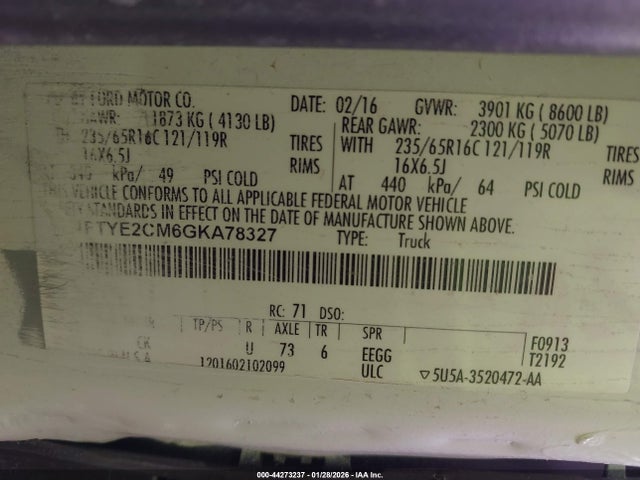 BY FORD MOTOR CO. DATE: 02/16 GVWR: 3901 KG ( 8600 LB)
GAWR: 1873 KG ( 4130 LB) REAR GAWR: 2300 KG ( 5070 LB)
235/65R16C 121/119R TIRES WITH 235/65R16C 121/119R TIRES
16X6.5J RIMS 16X6.5J RIMS
kPa/ 49 PSI COLD AT 440 kPa/ 64 PSI COLD
THIS VEHICLE CONFORMS TO ALL APPLICABLE FEDERAL MOTOR VEHICLE
SAFETY STANDARDS IN EFFECT ON THE DATE OF MANUFACTURE SHOWN ABOVE.
FTYE2CM6GKA78327 TYPE: Truck
RC: 71 DSO:
TP/PS R AXLE TR SPR
U 73 6 EEGG F0913
1201602102099 ULC T2192
▽ 5U5A-3520472-AA
000-44273237 - 01/28/2026 - IAA Inc.